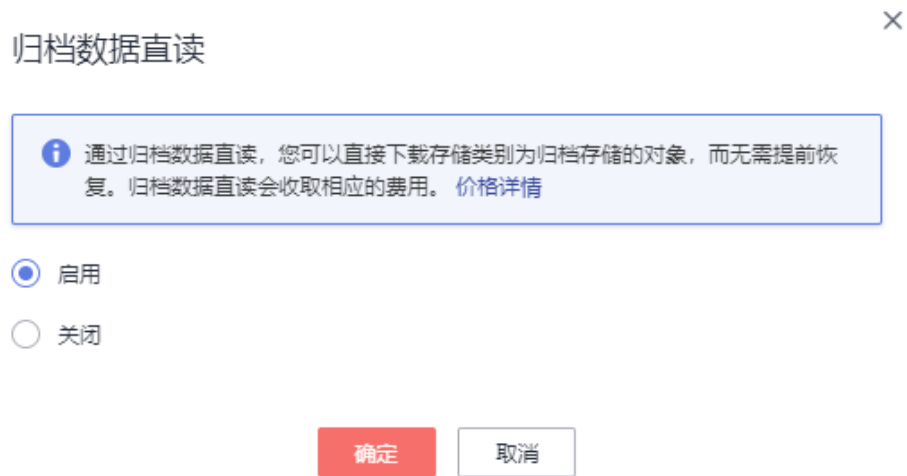 归档数据直读
通过归档数据直读，您可以直接下载存储类别为归档存储的对象，而无需提前恢
复。归档数据直读会收取相应的费用。 价格详情
启用
关闭
确定
取消